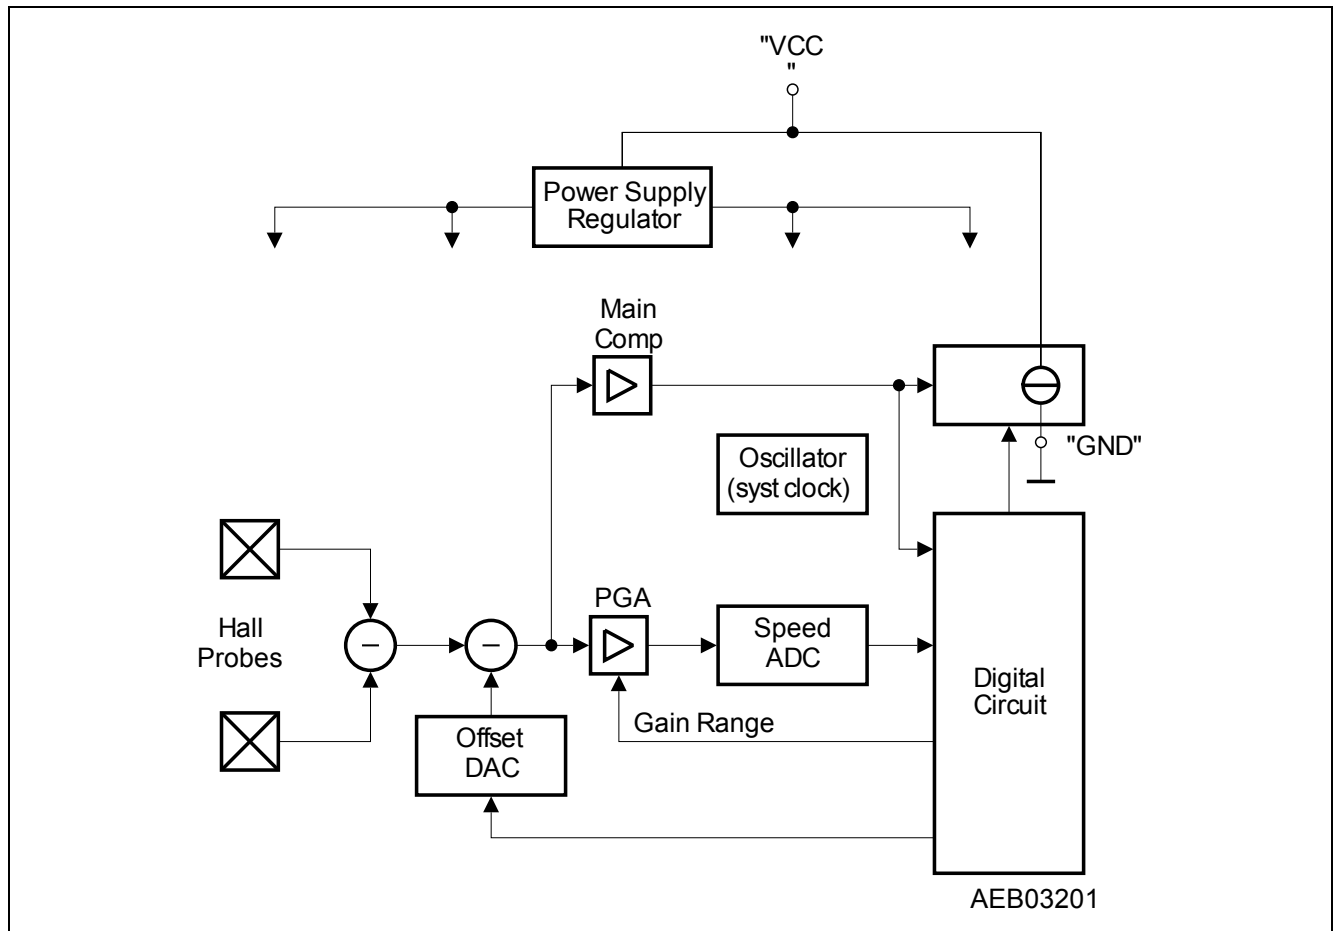 "VCC
"
Power Supply
Regulator
Main
Comp
"GND"
Oscillator
(syst clock)
PGA
Hall
Probes
Speed
ADC
Digital
Circuit
Gain Range
Offset
DAC
AEB03201